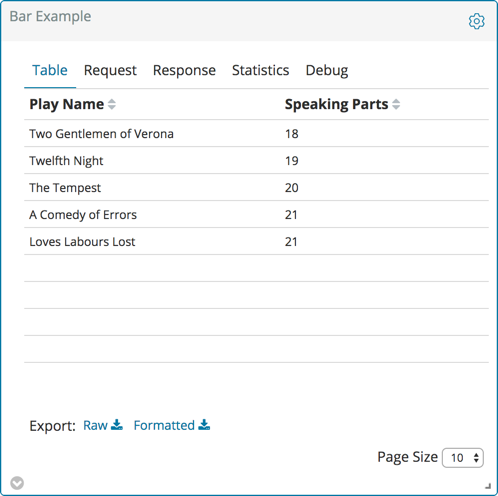 Bar Example
Table Request Response Statistics Debug
Play Name Speaking Parts
Two Gentlemen of Verona 18
Twelfth Night 19
The Tempest 20
A Comedy of Errors 21
Loves Labours Lost 21
Export: Raw Formatted
Page Size 10